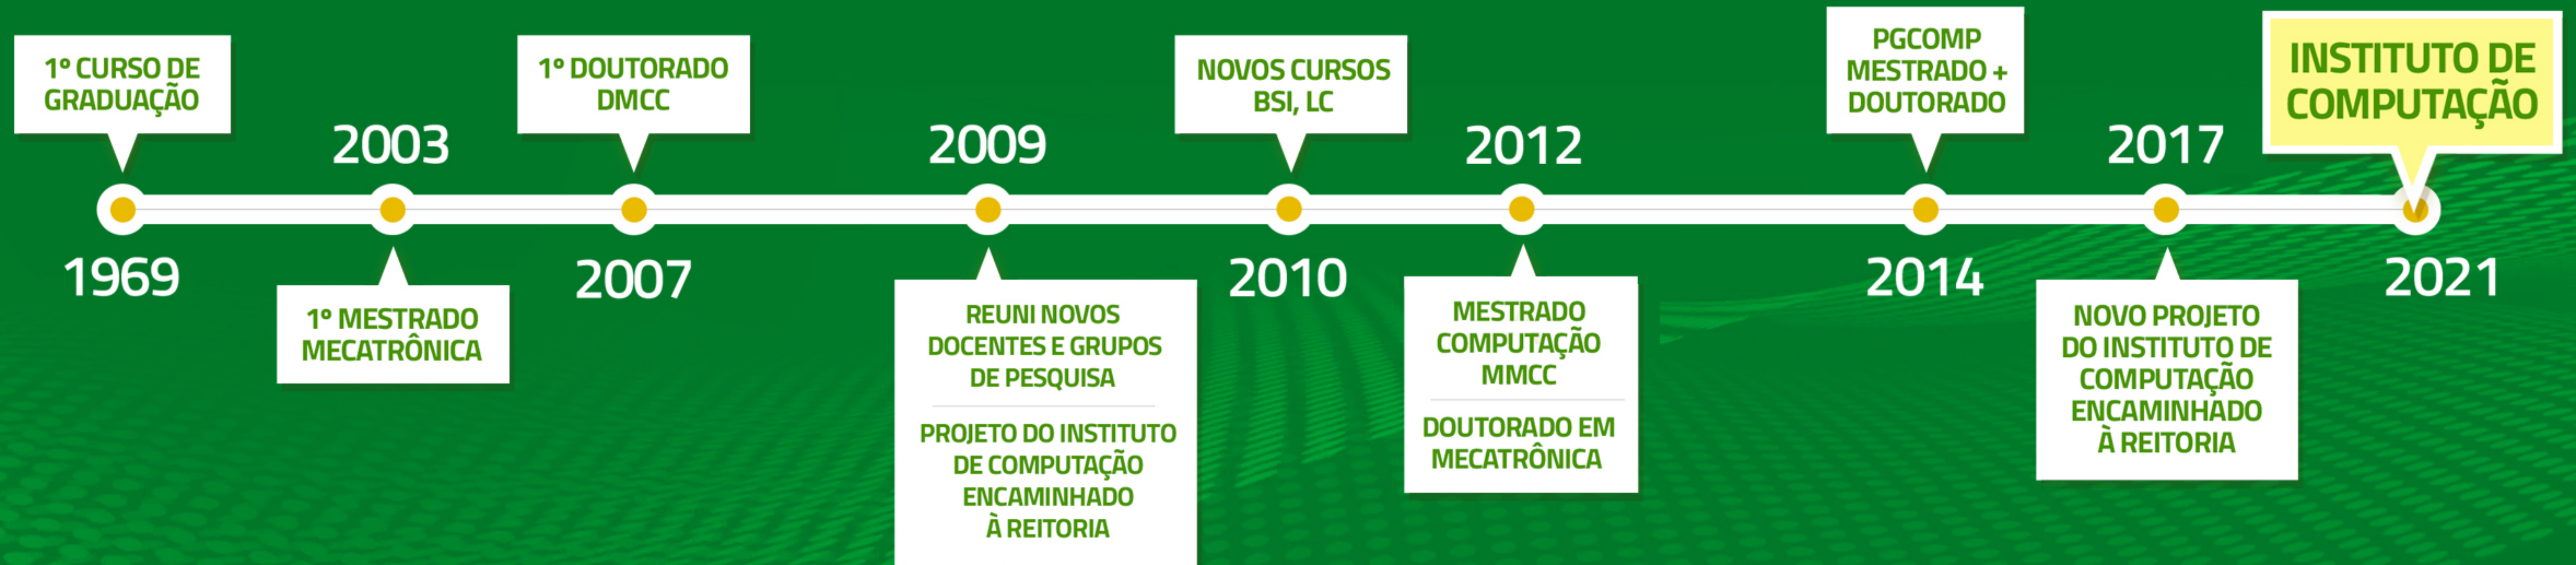 1º CURSO DE
GRADUAÇÃO
1969
2003
1º MESTRADO
MECATRÔNICA
1º DOUTORADO
DMCC
2007
2009
REUNI NOVOS
DOCENTES E GRUPOS
DE PESQUISA
PROJETO DO INSTITUTO
DE COMPUTAÇÃO
ENCAMINHADO
À REITORIA
NOVOS CURSOS
BSI, LC
2010
2012
MESTRADO
COMPUTAÇÃO
MMCC
DOUTORADO EM
MECATRÔNICA
PGCOMP
MESTRADO +
DOUTORADO
2014
2017
NOVO PROJETO
DO INSTITUTO DE
COMPUTAÇÃO
ENCAMINHADO
À REITORIA
INSTITUTO DE
COMPUTAÇÃO
2021